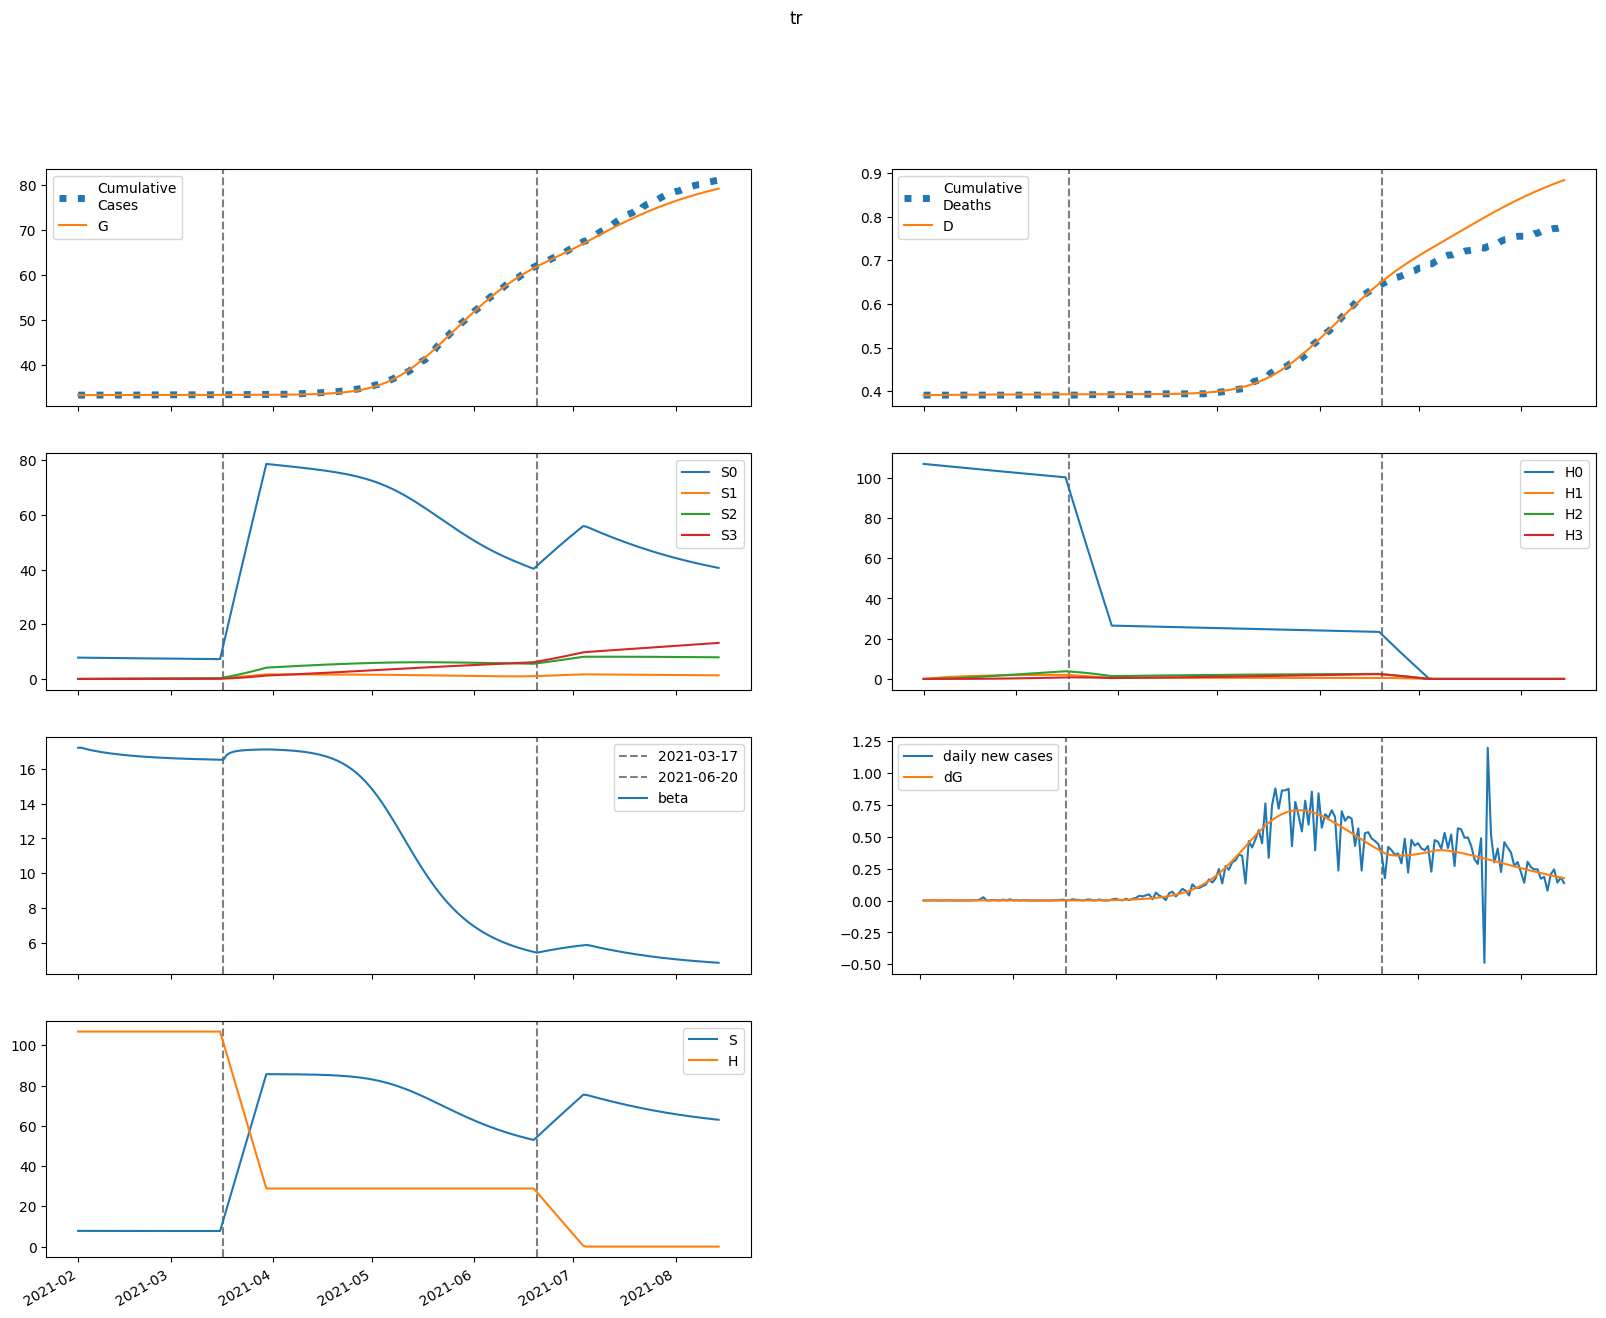 tr
80
70
60
50
40
Cumulative
Cases
G
0.9
0.8
0.7
0.6
0.5
0.4
Cumulative
Deaths
D
80
60
40
20
0
S0
S1
S2
S3
100
80
60
40
20
0
H0
H1
H2
H3
16
14
12
10
8
6
2021-03-17
2021-06-20
beta
1.25
1.00
0.75
0.50
0.25
0.00
−0.25
−0.50
daily new cases
dG
100
80
60
40
20
0
S
H
2021-02
2021-03
2021-04
2021-05
2021-06
2021-07
2021-08